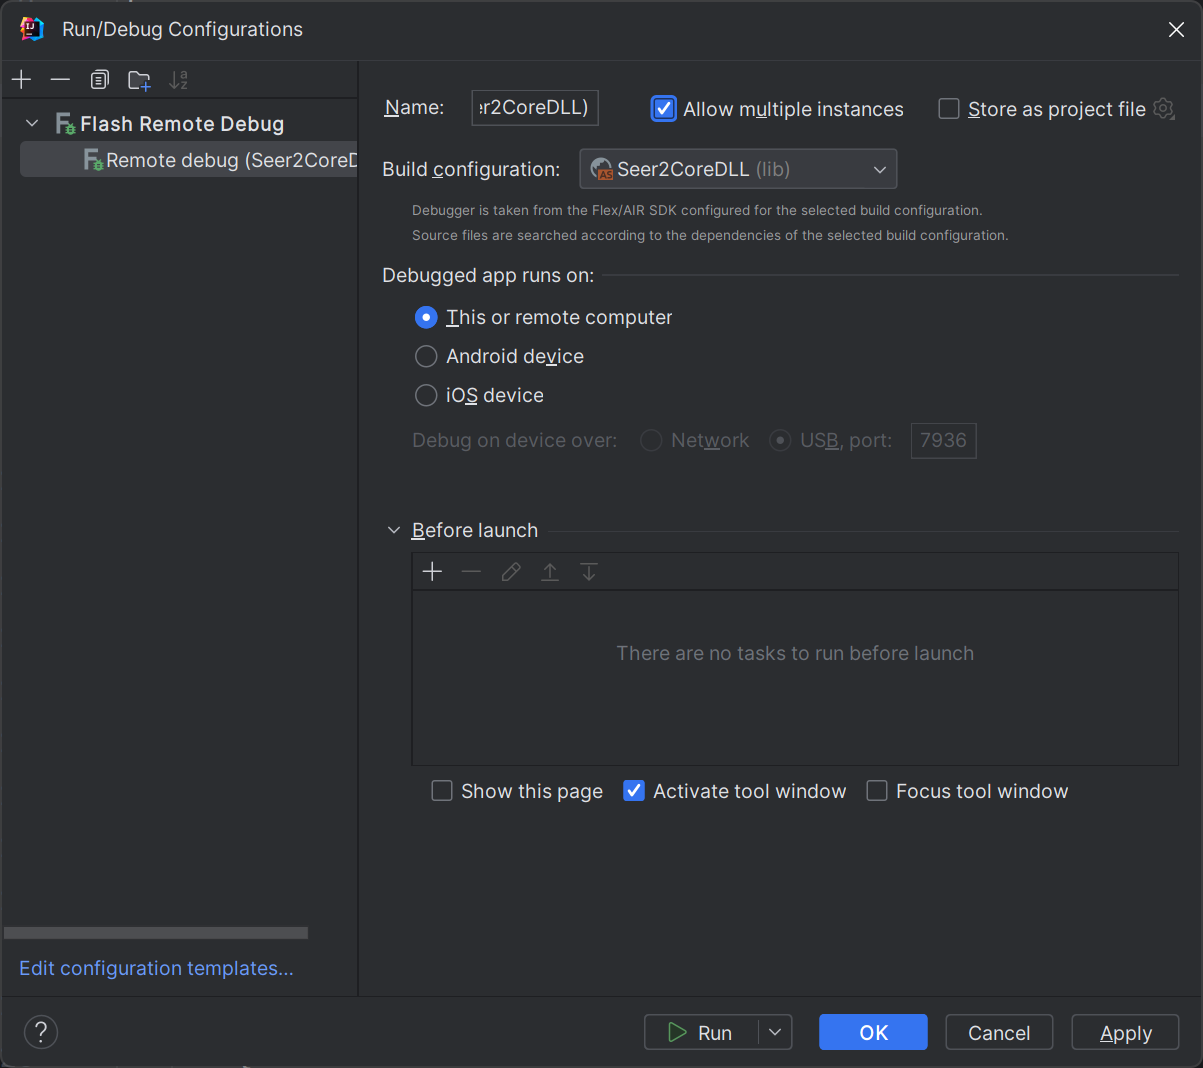 Run/Debug Configurations
Flash Remote Debug
Remote debug (Seer2CoreD
Name: er2CoreDLL) Allow multiple instances Store as project file
Build configuration: Seer2CoreDLL (lib)
Debugger is taken from the Flex/AIR SDK configured for the selected build configuration.
Source files are searched according to the dependencies of the selected build configuration.
Debugged app runs on:
This or remote computer
Android device
iOS device
Debug on device over: Network USB, port: 7936
Before launch
There are no tasks to run before launch
Show this page Activate tool window Focus tool window
Edit configuration templates...
? Run OK Cancel Apply